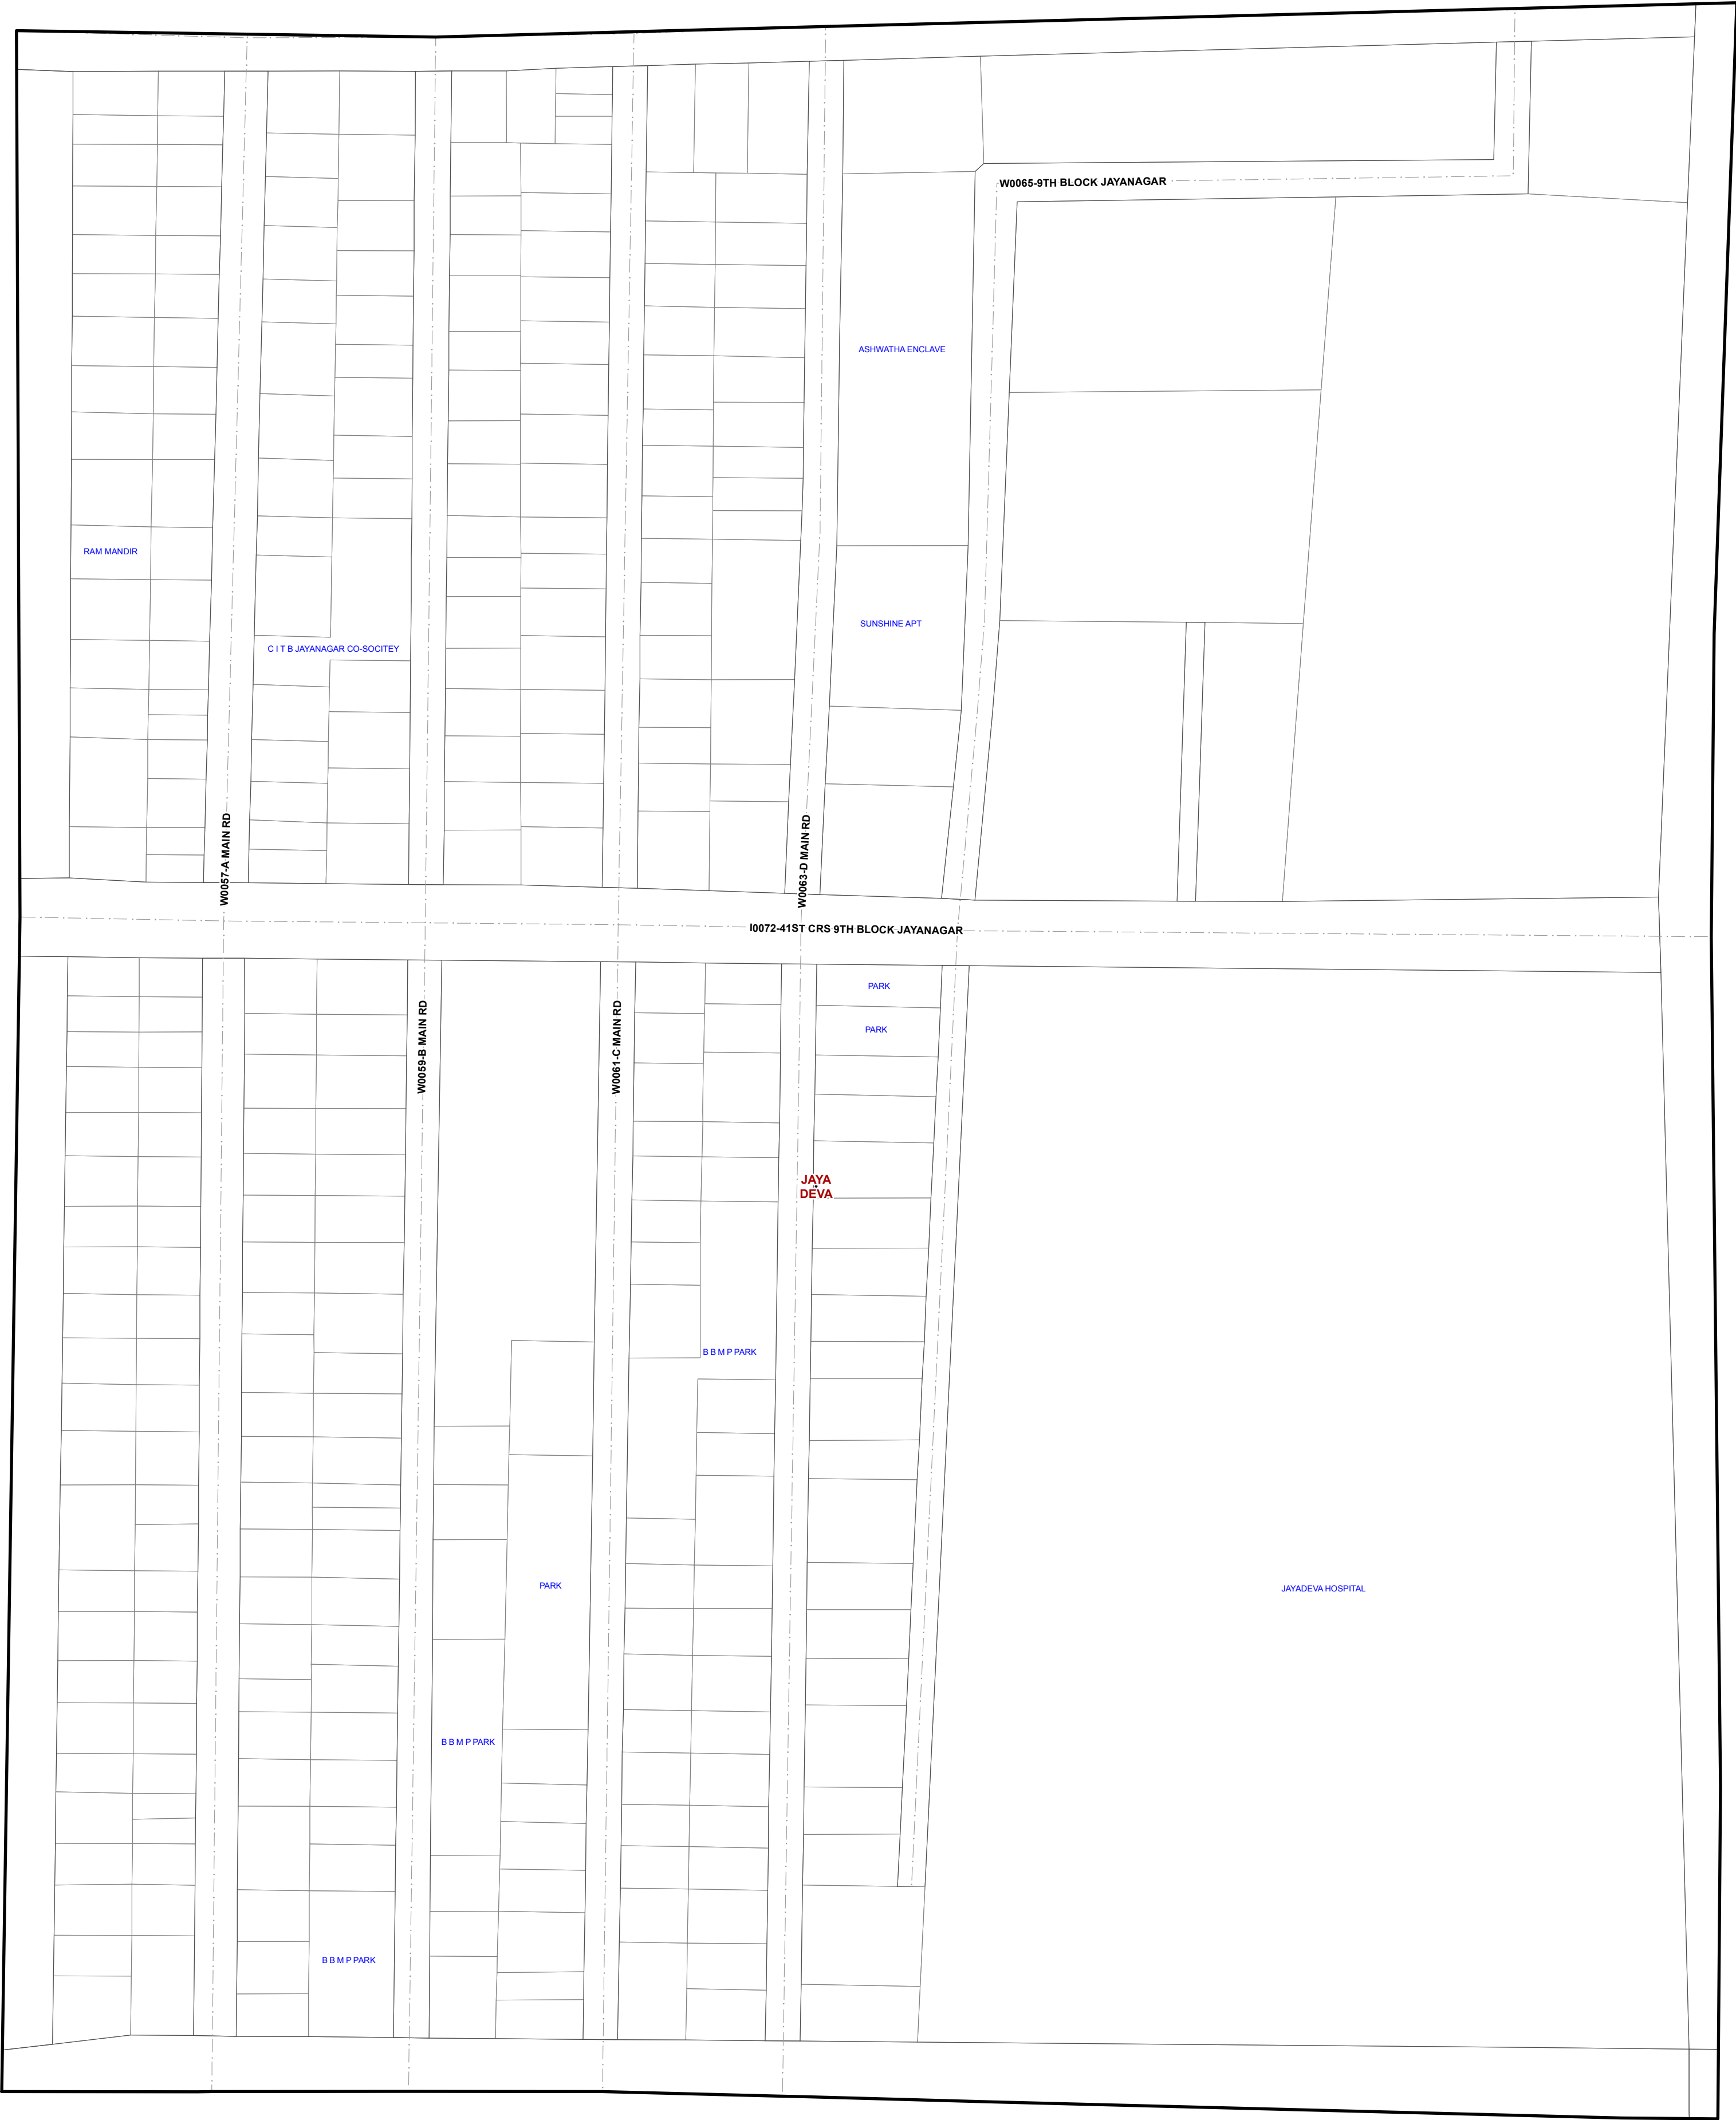 W0065-9TH BLOCK JAYANAGAR
ASHWATHA ENCLAVE
RAM MANDIR
SUNSHINE APT
C I T B JAYANAGAR CO-SOCITEY
W0057-A MAIN RD
W0063-D MAIN RD
I0072-41ST CRS 9TH BLOCK JAYANAGAR
PARK
PARK
W0059-B MAIN RD
W0061-C MAIN RD
JAYA
DEVA
B B M P PARK
PARK
JAYADEVA HOSPITAL
B B M P PARK
B B M P PARK